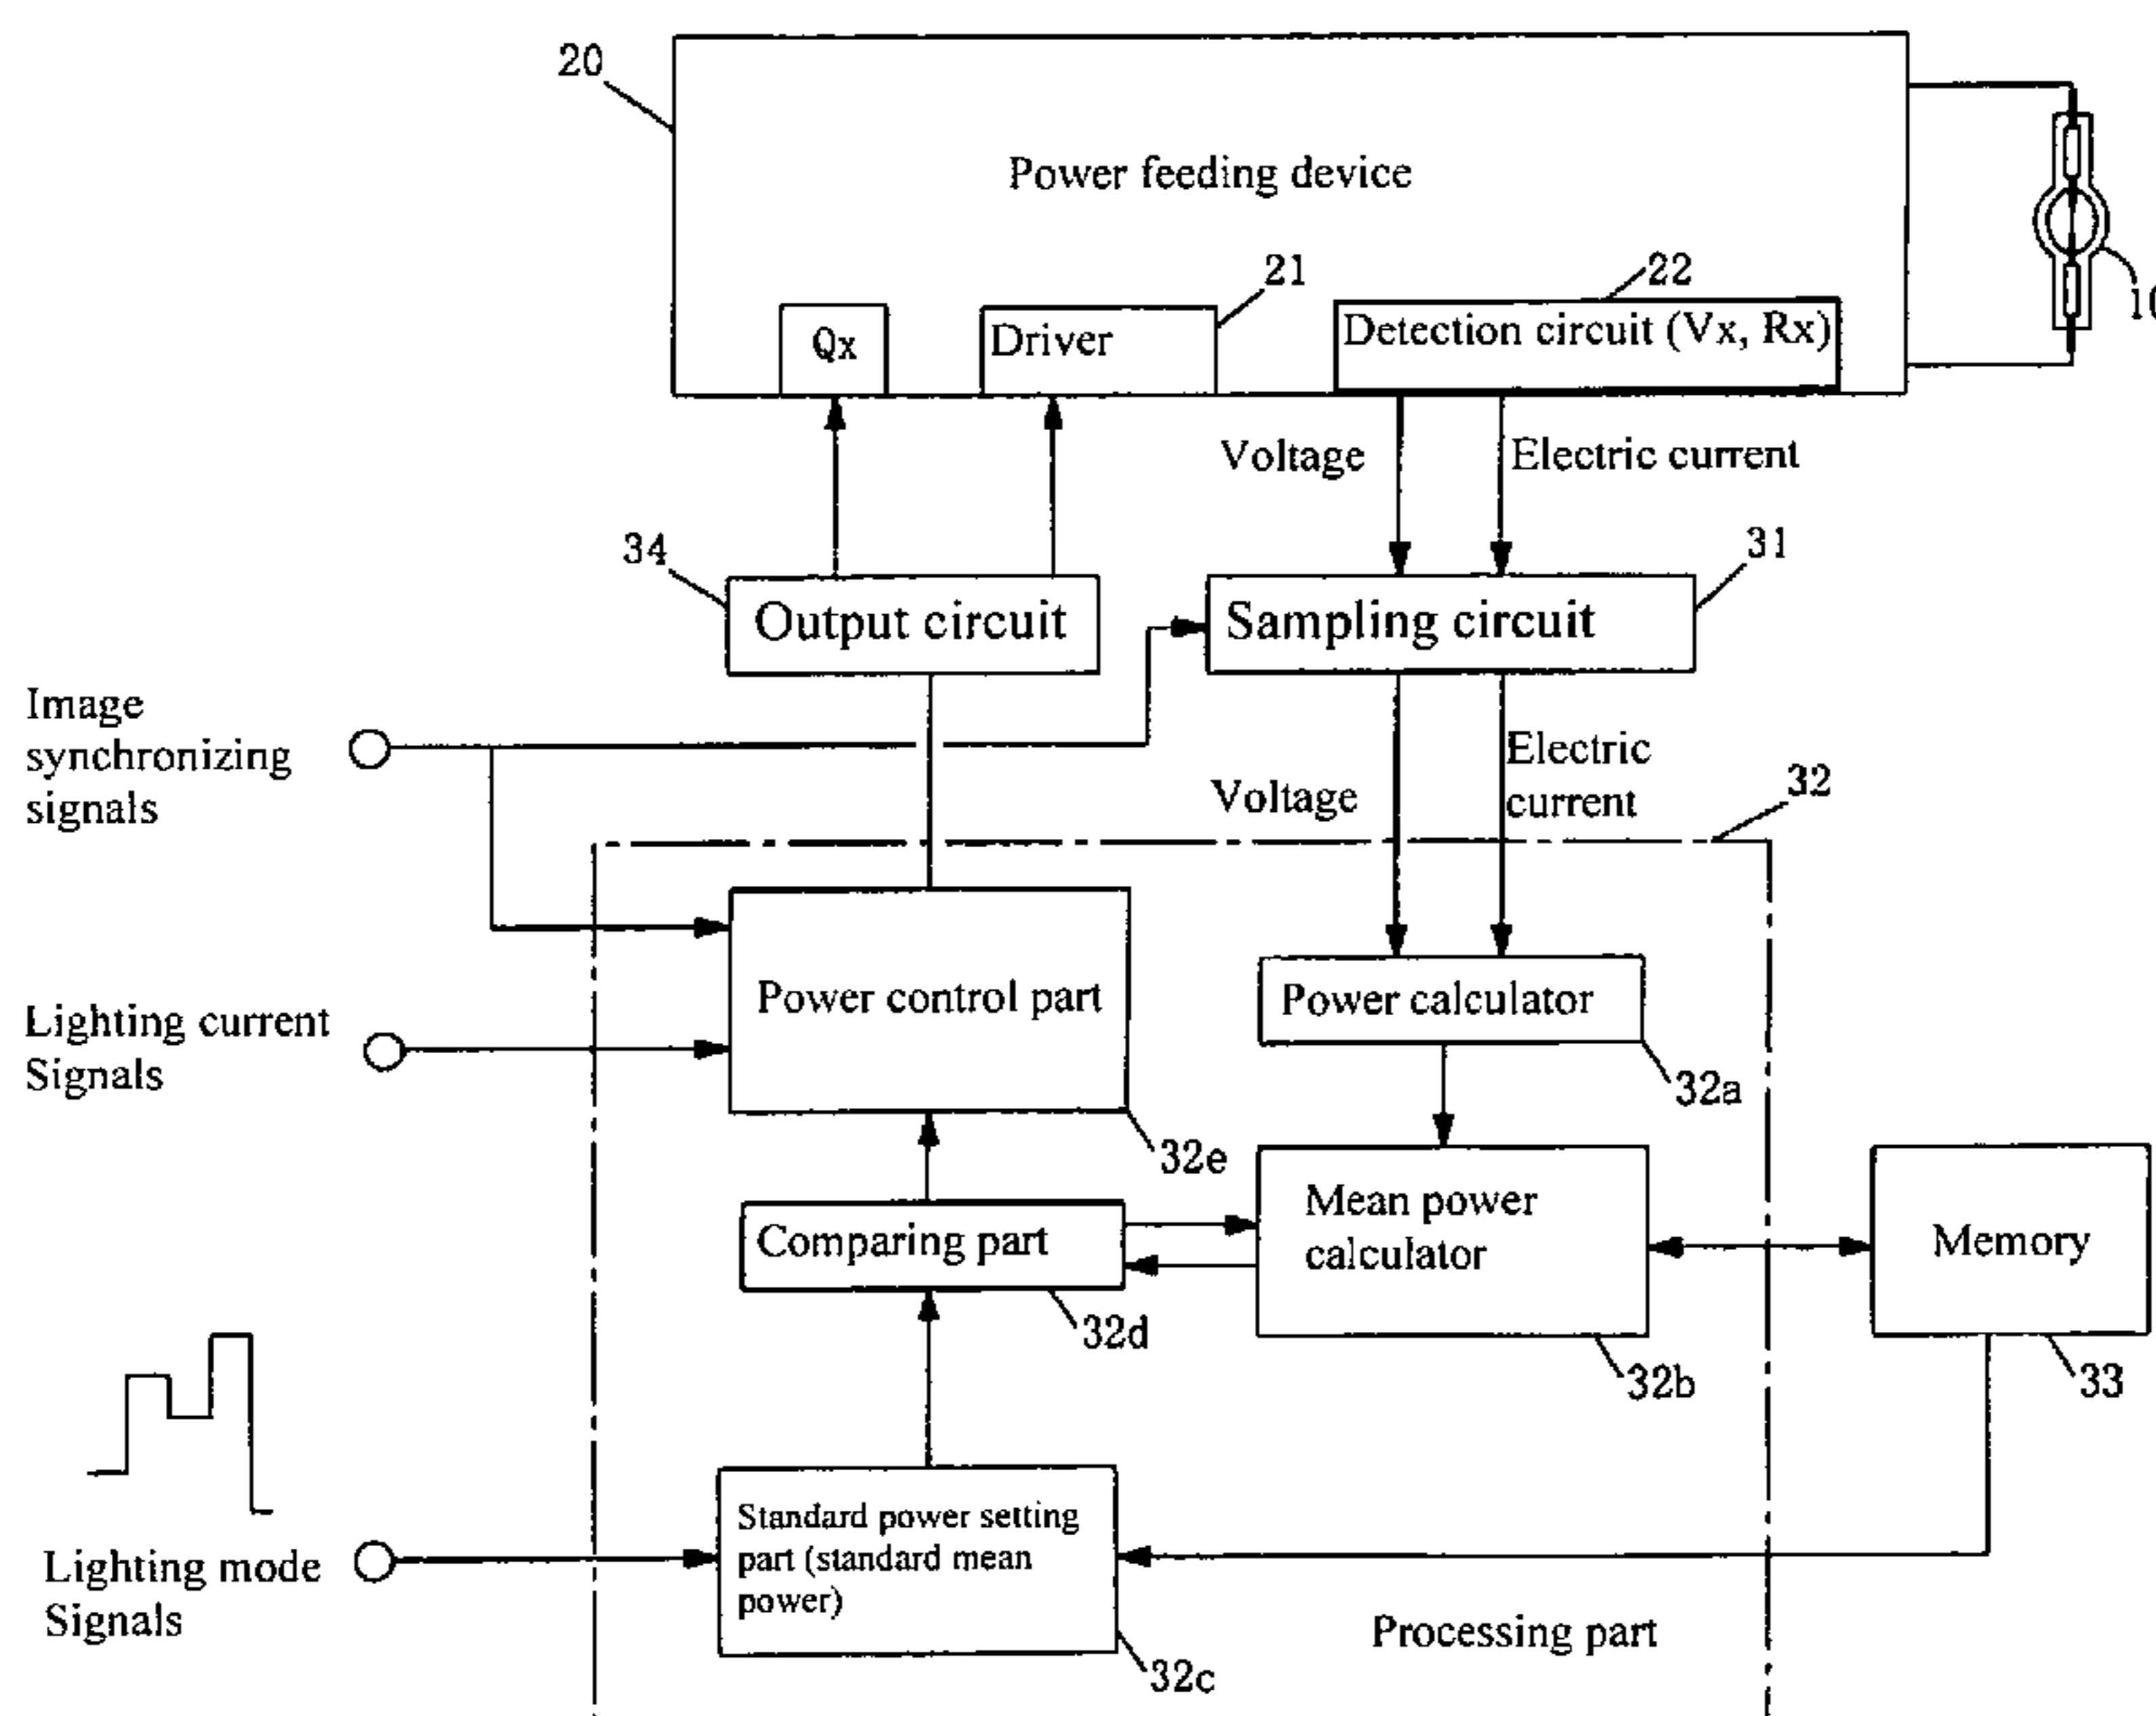 20
Power feeding device
Qx
Driver
21
Detection circuit (Vx, Rx)
22
Voltage
Electric current
34
Output circuit
Sampling circuit
31
Image
synchronizing
signals
Voltage
Electric
current
32
Power control part
Power calculator
Lighting current
Signals
32a
32e
Comparing part
Mean power
calculator
Memory
32d
32b
33
Standard power setting
part (standard mean
power)
Lighting mode
Signals
Processing part
32c